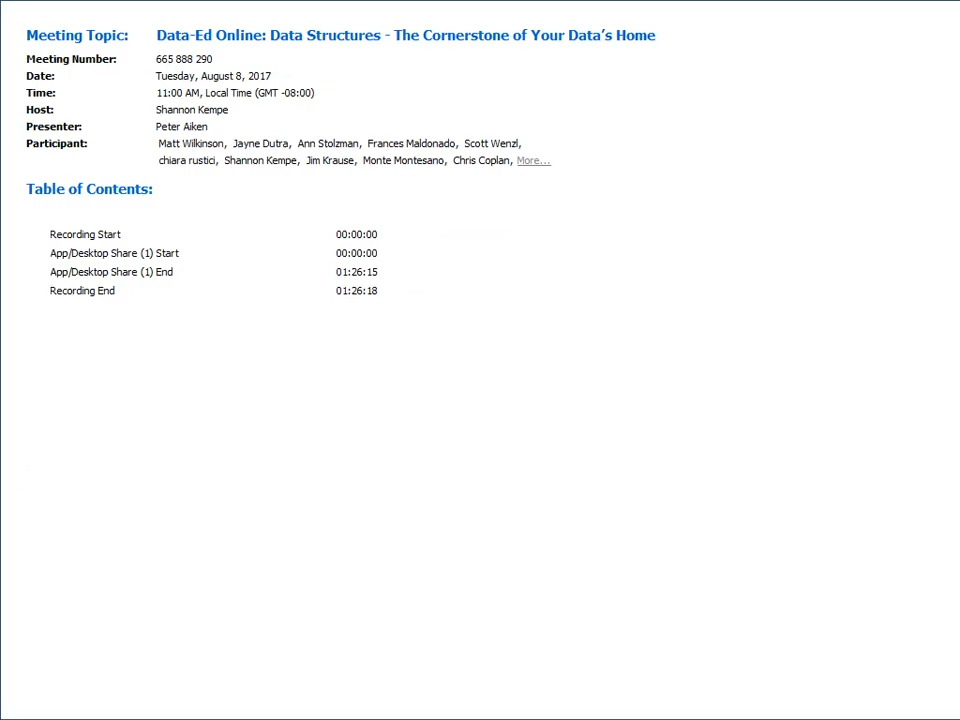 Meeting Topic: Data-Ed Online: Data Structures - The Cornerstone of Your Data’s Home
Meeting Number: 665 888 290
Date: Tuesday, August 8, 2017
Time: 11:00 AM, Local Time (GMT -08:00)
Host: Shannon Kempe
Presenter: Peter Aiken
Participant: Matt Wilkinson, Jayne Dutra, Ann Stolzman, Frances Maldonado, Scott Wenzl,
chiara rustici, Shannon Kempe, Jim Krause, Monte Montesano, Chris Coplan, More...
Table of Contents:
Recording Start 00:00:00
App/Desktop Share (1) Start 00:00:00
App/Desktop Share (1) End 01:26:15
Recording End 01:26:18